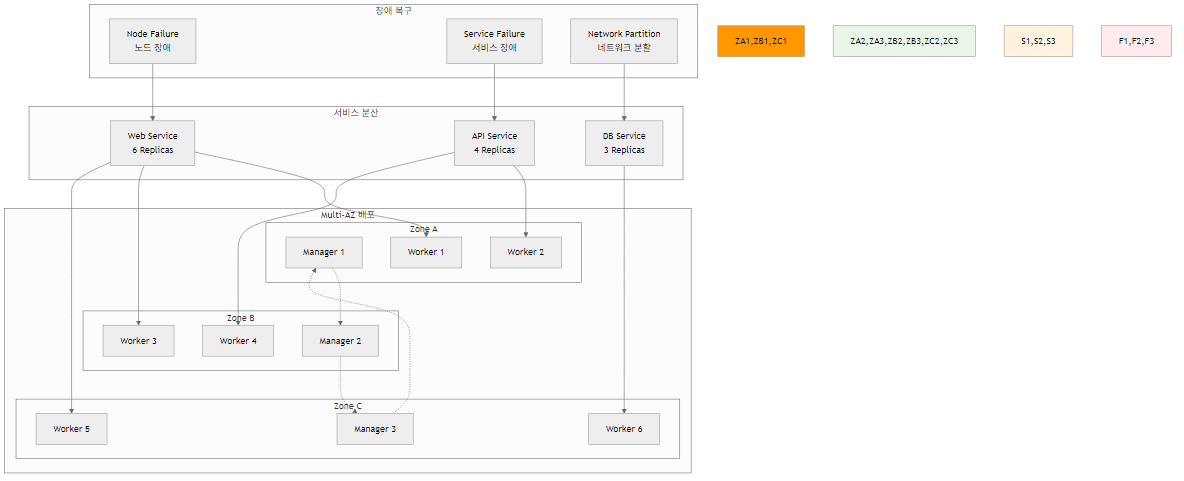 장애 복구
Node Failure
노드 장애
Service Failure
서비스 장애
Network Partition
네트워크 분할
ZA1,ZB1,ZC1
ZA2,ZA3,ZB2,ZB3,ZC2,ZC3
S1,S2,S3
F1,F2,F3
서비스 분산
Web Service
6 Replicas
API Service
4 Replicas
DB Service
3 Replicas
Multi-AZ 배포
Zone A
Manager 1
Worker 1
Worker 2
Zone B
Worker 3
Worker 4
Manager 2
Zone C
Worker 5
Manager 3
Worker 6